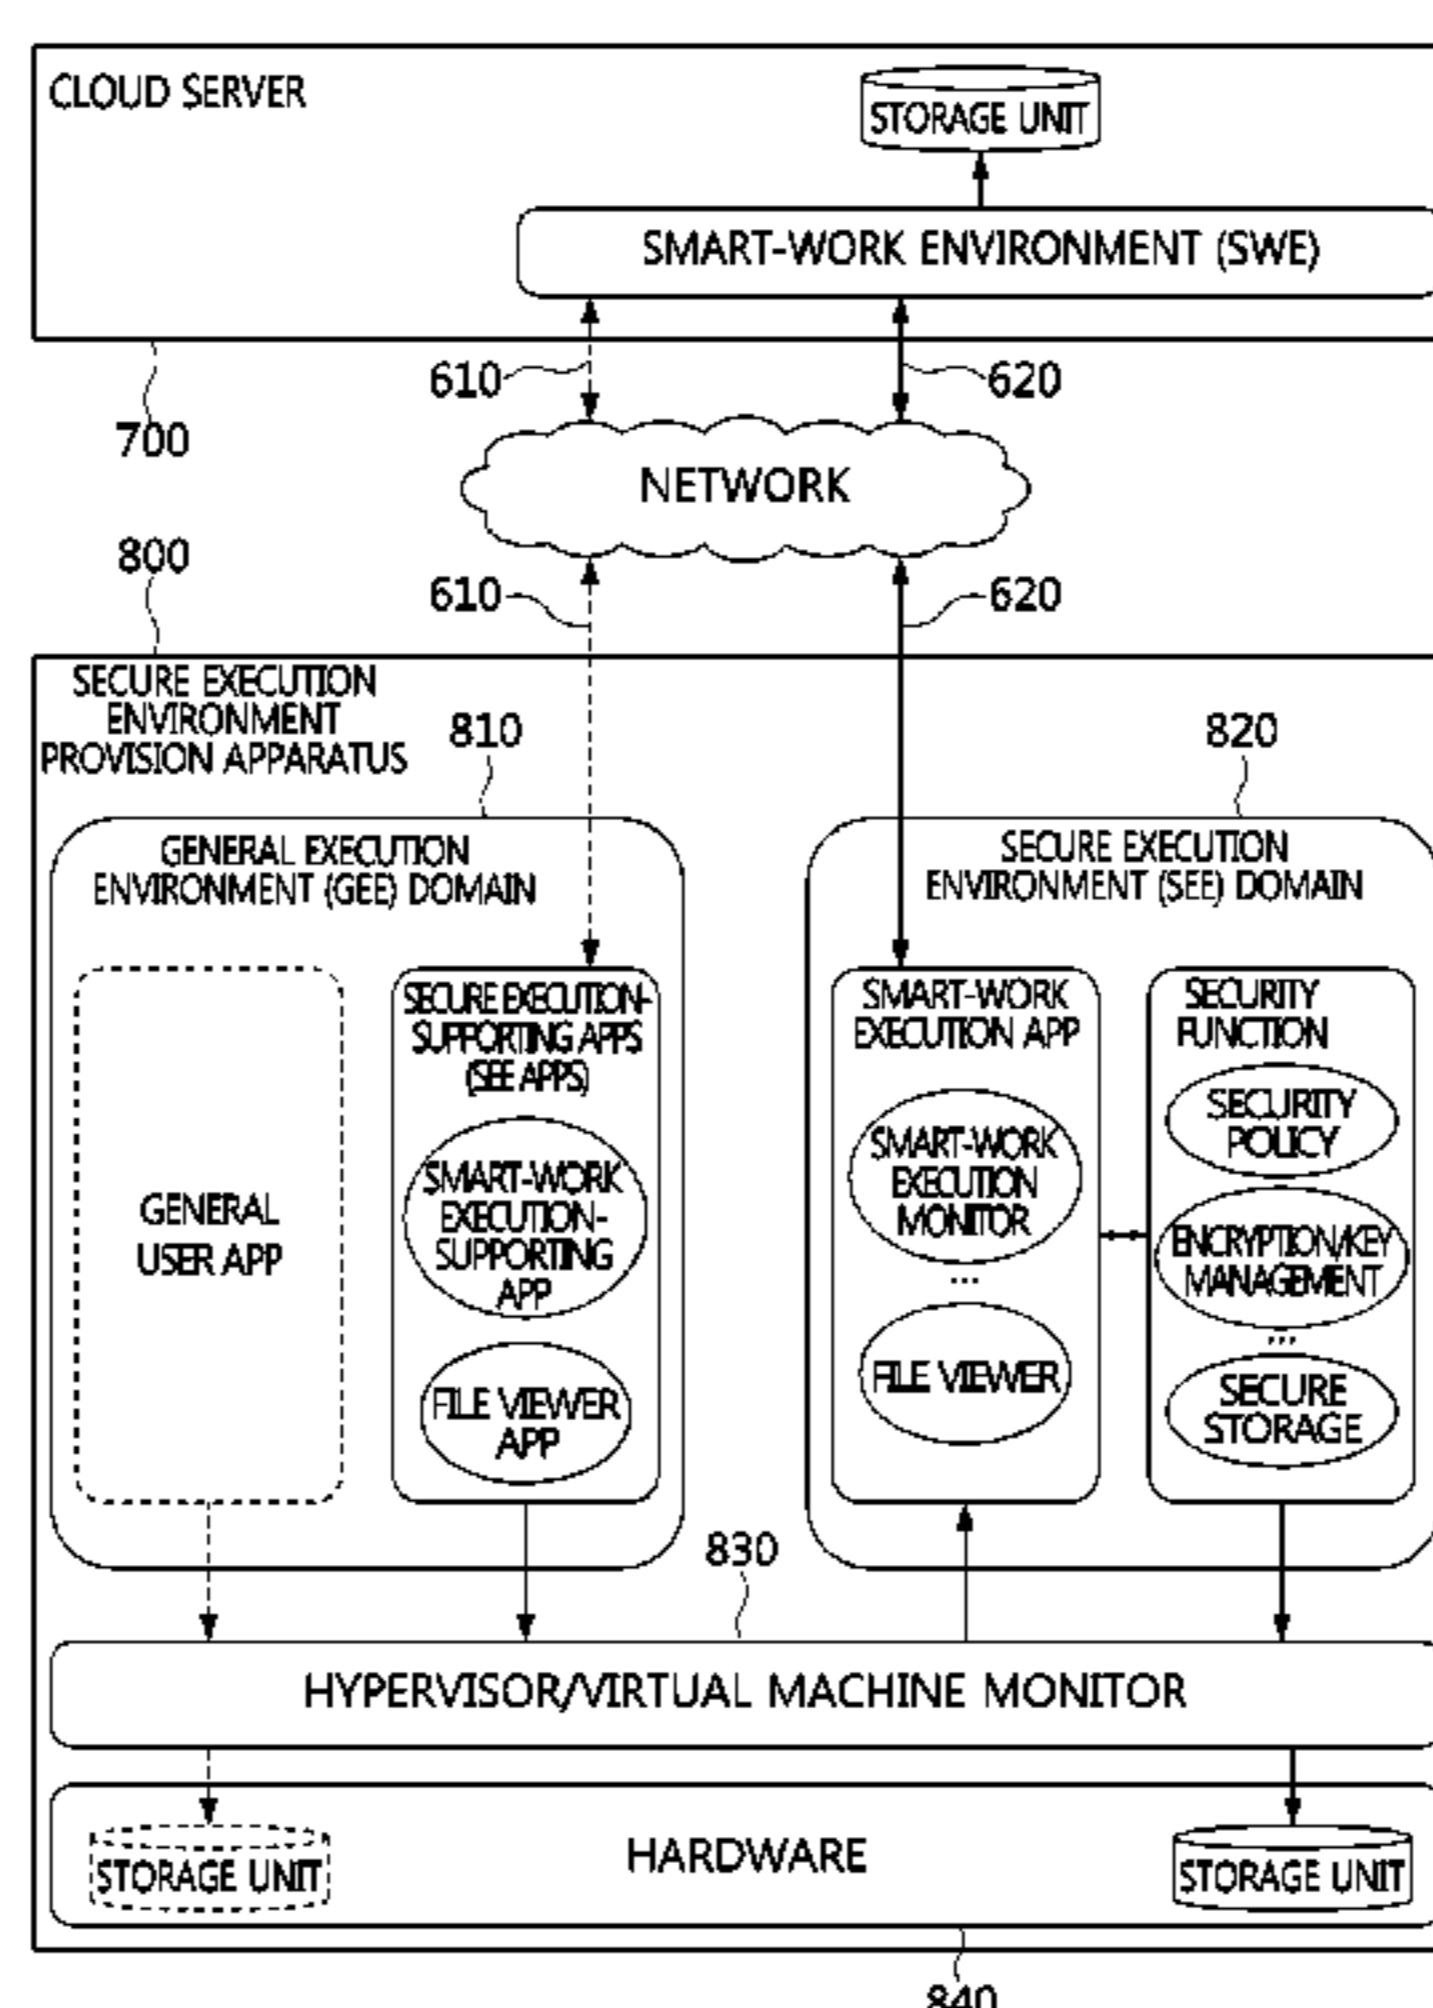 CLOUD SERVER
STORAGE UNIT
SMART-WORK ENVIRONMENT (SWE)
610
620
700
NETWORK
800
610
620
SECURE EXECUTION
ENVIRONMENT
PROVISION APPARATUS
810
820
GENERAL EXECUTION
ENVIRONMENT (GEE) DOMAIN
SECURE EXECUTION
ENVIRONMENT (SEE) DOMAIN
GENERAL
USER APP
SECURE EXECUTION-
SUPPORTING APPS
(SEE APPS)
SMART-WORK
EXECUTION-
SUPPORTING
APP
FILE VIEWER
APP
SMART-WORK
EXECUTION APP
SMART-WORK
EXECUTION
MONITOR
...
FILE VIEWER
SECURITY
FUNCTION
SECURITY
POLICY
ENCRYPTION/KEY
MANAGEMENT
...
SECURE
STORAGE
830
HYPERVISOR/VIRTUAL MACHINE MONITOR
STORAGE UNIT
HARDWARE
STORAGE UNIT
840